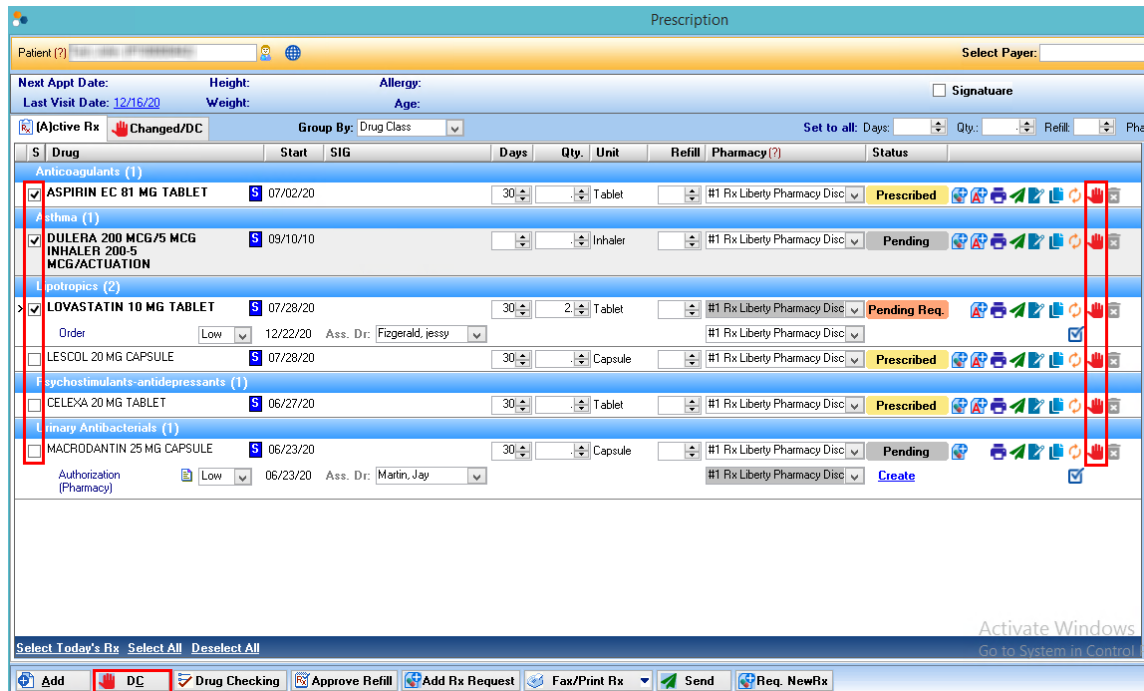 Prescription
Patient (?) Select Payer:
Next Appt Date: Height: Allergy: Signatuare
Last Visit Date: 12/16/20 Weight: Age:
(A)ctive Rx Changed/DC Group By: Drug Class Set to all: Days: Qty.: . Refill: Pha
S Drug Start SIG Days Qty. Unit Refill Pharmacy (?) Status
Anticoagulants (1)
ASPIRIN EC 81 MG TABLET S 07/02/20 30 . Tablet #1 Rx Liberty Pharmacy Disc Prescribed
Asthma (1)
DULERA 200 MCG/5 MCG S 09/10/10 . Inhaler #1 Rx Liberty Pharmacy Disc Pending
INHALER 200-5
MCG/ACTUATION
Lipotropics (2)
LOVASTATIN 10 MG TABLET S 07/28/20 30 2. Tablet #1 Rx Liberty Pharmacy Disc Pending Req.
Order Low 12/22/20 Ass. Dr: Fizgerald, jessy #1 Rx Liberty Pharmacy Disc
LESCOL 20 MG CAPSULE S 07/28/20 30 . Capsule #1 Rx Liberty Pharmacy Disc Prescribed
Psychostimulants-antidepressants (1)
CELEXA 20 MG TABLET S 06/27/20 30 . Tablet #1 Rx Liberty Pharmacy Disc Prescribed
Urinary Antibacterials (1)
MACRODANTIN 25 MG CAPSULE S 06/23/20 30 . Capsule #1 Rx Liberty Pharmacy Disc Pending
Authorization Low 06/23/20 Ass. Dr: Martin, Jay #1 Rx Liberty Pharmacy Disc Create
(Pharmacy)
Activate Windows
Go to System in Control
Select Today's Rx Select All Deselect All
Add DC Drug Checking Approve Refill Add Rx Request Fax/Print Rx Send Req. NewRx